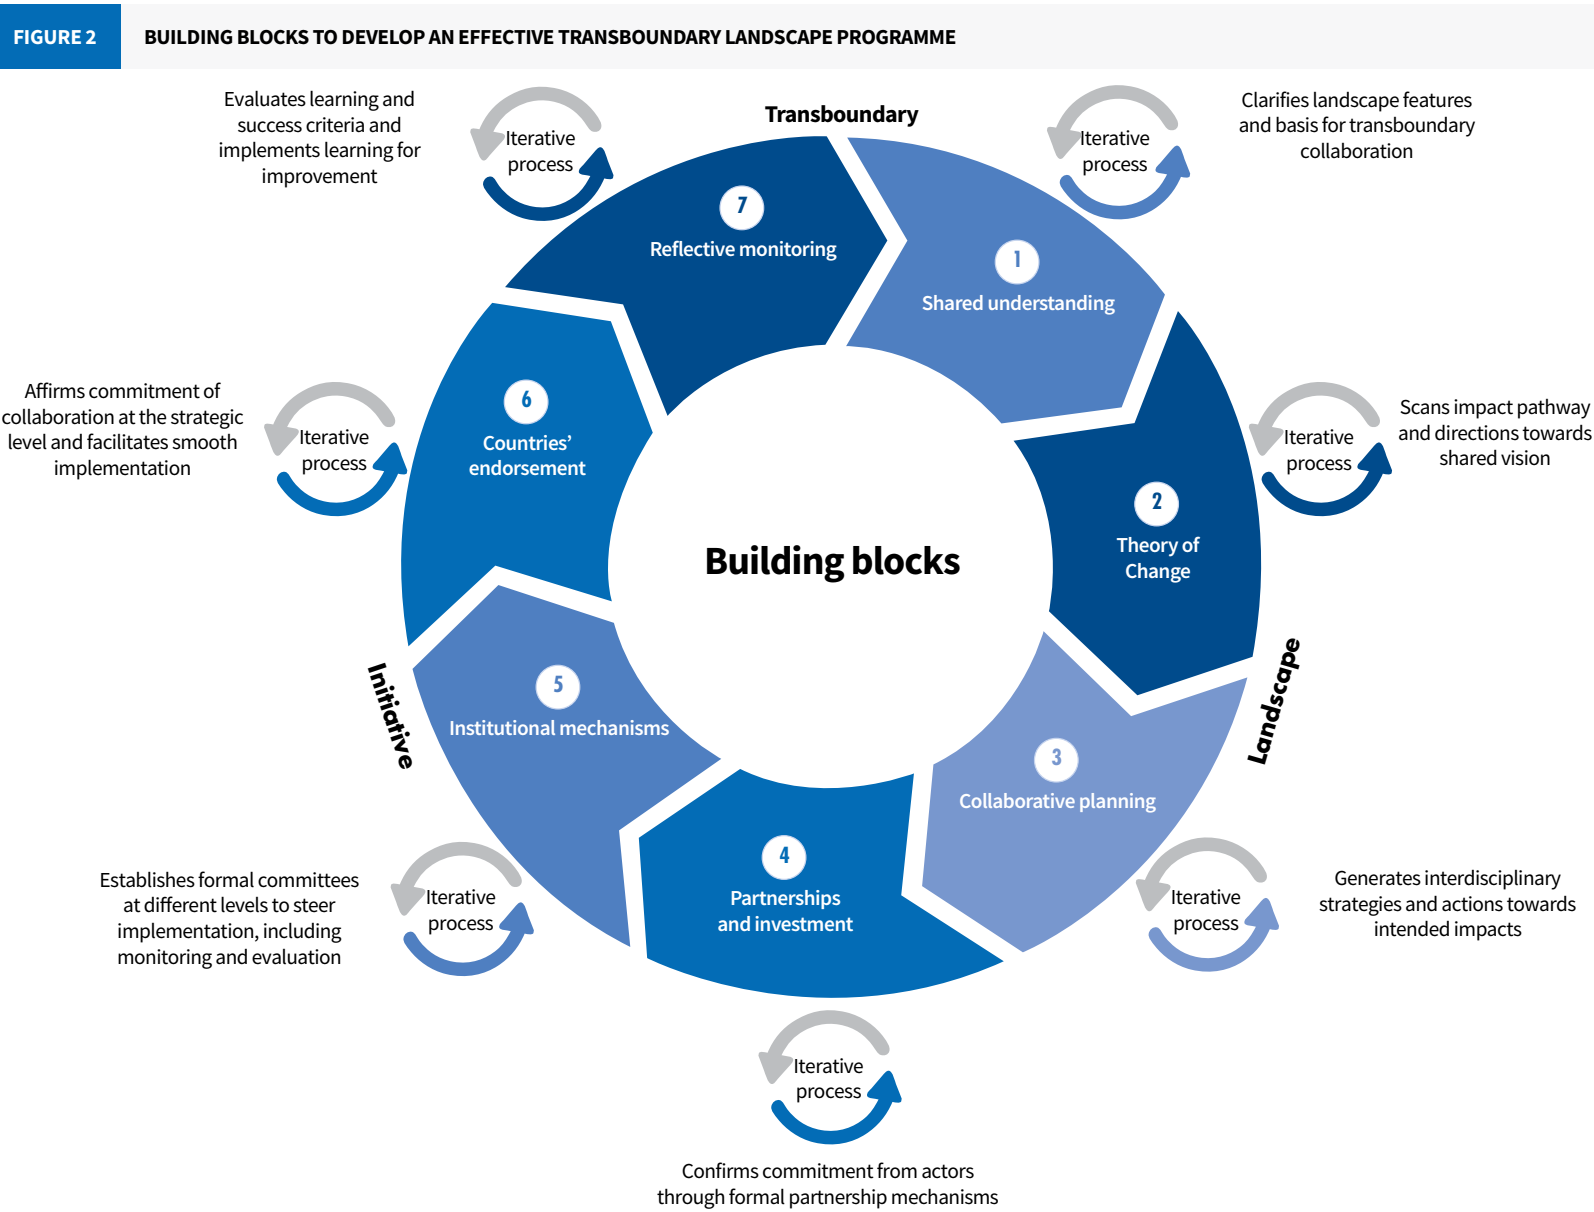 FIGURE 2
BUILDING BLOCKS TO DEVELOP AN EFFECTIVE TRANSBOUNDARY LANDSCAPE PROGRAMME
Transboundary
Landscape
Initiative
Building blocks
1
Shared understanding
Iterative
process
Clarifies landscape features
and basis for transboundary
collaboration
2
Theory of
Change
Iterative
process
Scans impact pathway
and directions towards
shared vision
3
Collaborative planning
Iterative
process
Generates interdisciplinary
strategies and actions towards
intended impacts
4
Partnerships
and investment
Iterative
process
Confirms commitment from actors
through formal partnership mechanisms
5
Institutional mechanisms
Iterative
process
Establishes formal committees
at different levels to steer
implementation, including
monitoring and evaluation
6
Countries’
endorsement
Iterative
process
Affirms commitment of
collaboration at the strategic
level and facilitates smooth
implementation
7
Reflective monitoring
Iterative
process
Evaluates learning and
success criteria and
implements learning for
improvement